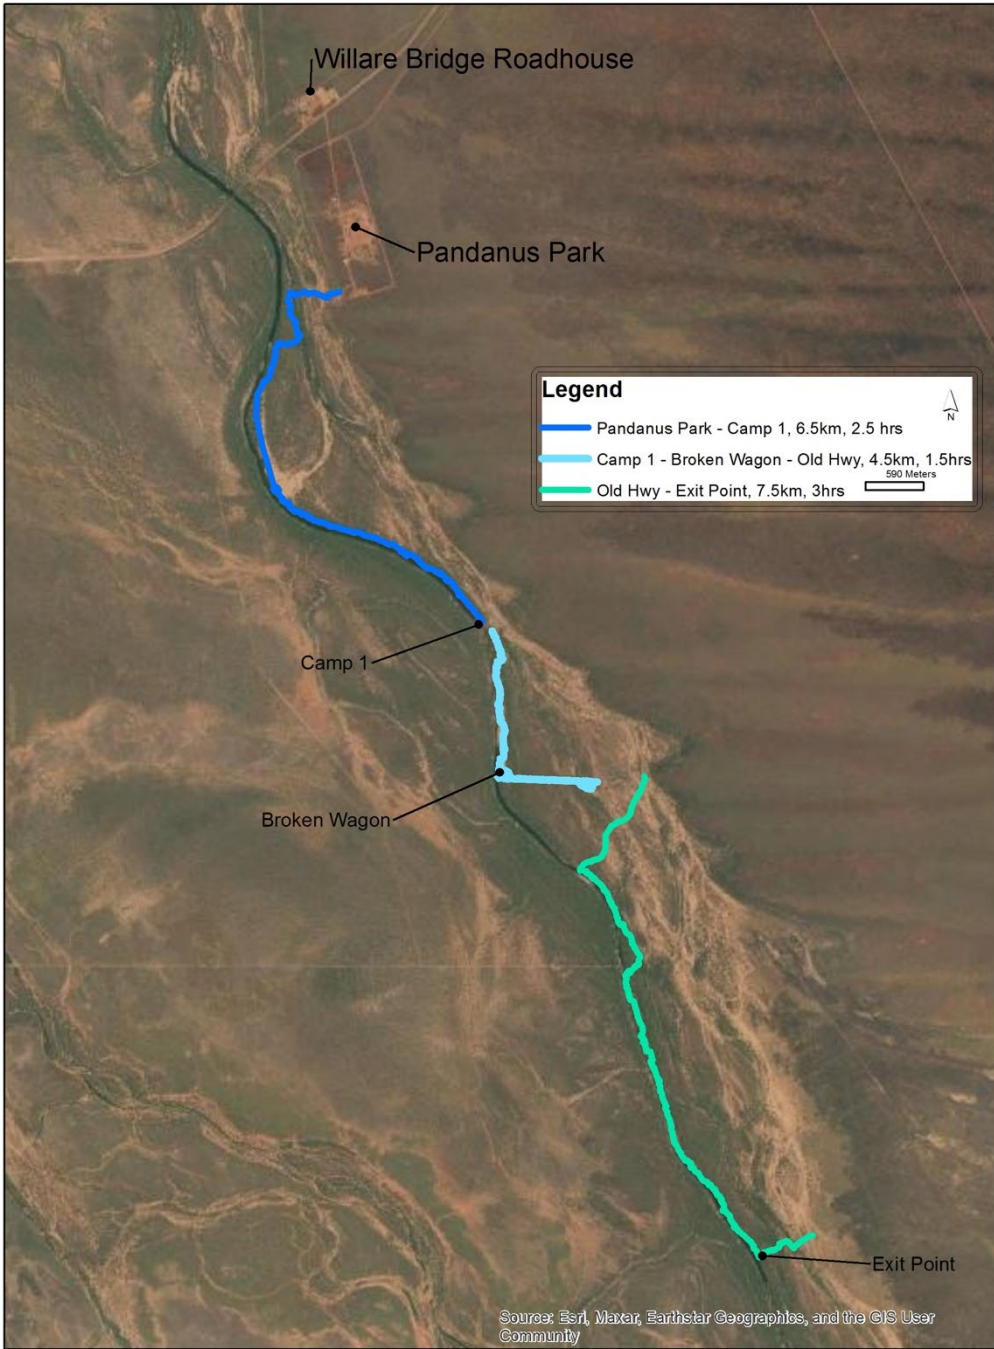 Willare Bridge Roadhouse
Pandanus Park
Legend
N
Pandanus Park - Camp 1, 6.5km, 2.5 hrs
Camp 1 - Broken Wagon - Old Hwy, 4.5km, 1.5hrs
590 Meters
Old Hwy - Exit Point, 7.5km, 3hrs
Camp 1
Broken Wagon
Exit Point
Source: Esri, Maxar, Earthstar Geographics, and the GIS User
Community